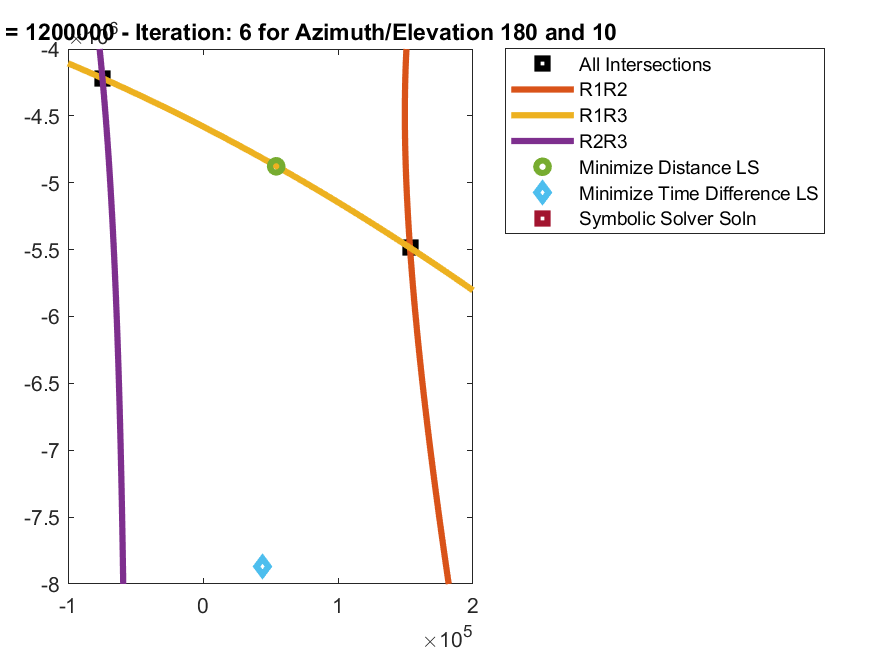 = 1200000 - Iteration: 6 for Azimuth/Elevation 180 and 10
×10^6
-4
-4.5
-5
-5.5
-6
-6.5
-7
-7.5
-8
-1
0
1
2
×10^5
All Intersections
R1R2
R1R3
R2R3
Minimize Distance LS
Minimize Time Difference LS
Symbolic Solver Soln